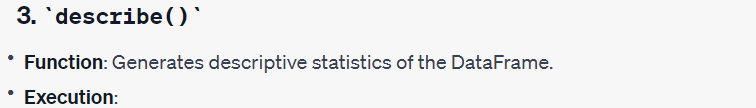 3. `describe()`
• Function: Generates descriptive statistics of the DataFrame.
• Execution: